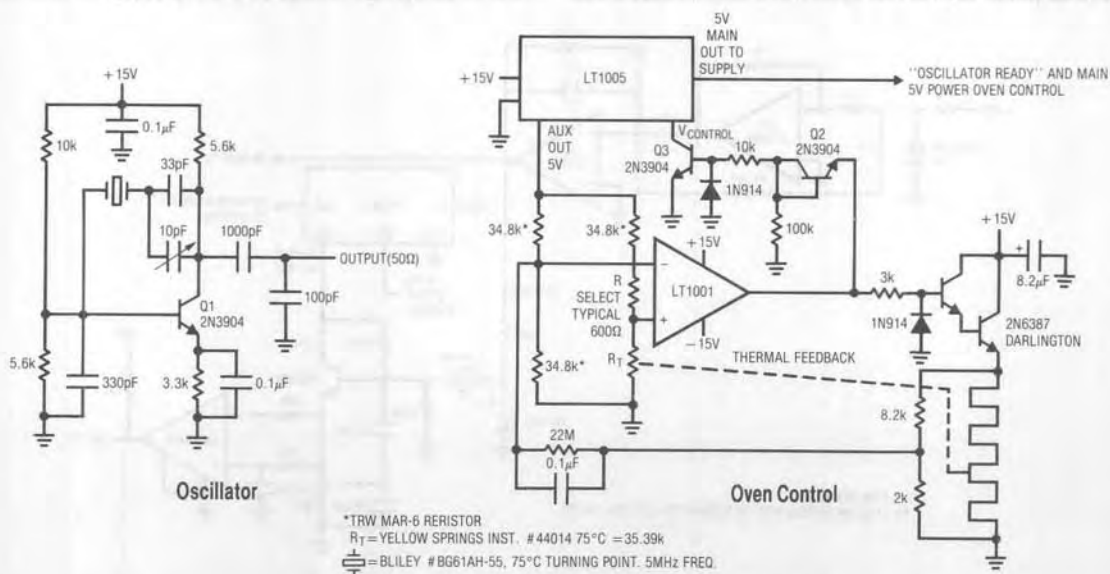 +15V
10k
0.1µF
5.6k
33pF
10pF
1000pF
OUTPUT(50Ω)
100pF
Q1
2N3904
5.6k
330pF
3.3k
0.1µF
Oscillator
+15V
LT1005
5V
MAIN
OUT TO
SUPPLY
"OSCILLATOR READY" AND MAIN
5V POWER OVEN CONTROL
AUX
OUT
5V
VCONTROL
Q3
2N3904
10k
Q2
2N3904
1N914
100k
34.8k*
34.8k*
+15V
LT1001
−
+
−15V
R
SELECT
TYPICAL
600Ω
34.8k*
RT
THERMAL FEEDBACK
3k
1N914
+15V
+
8.2µF
2N6387
DARLINGTON
8.2k
2k
22M
0.1µF
Oven Control
*TRW MAR-6 RERISTOR
RT=YELLOW SPRINGS INST. #44014 75°C =35.39k
=BLILEY #BG61AH-55, 75°C TURNING POINT. 5MHz FREQ.